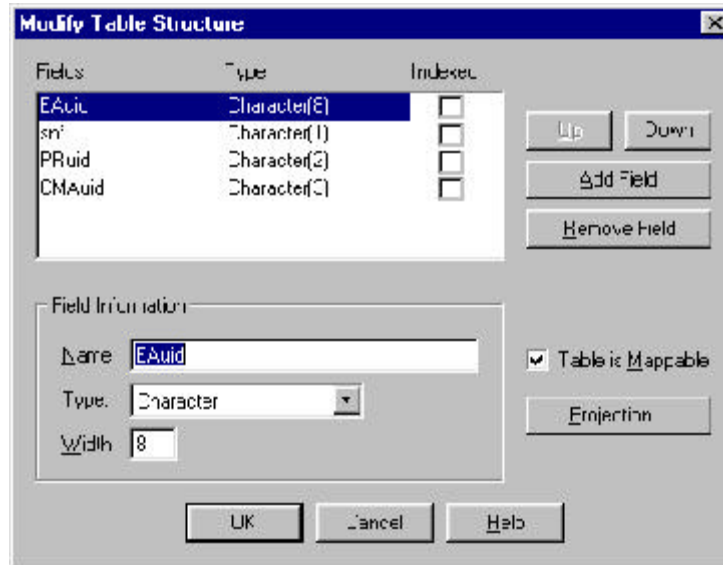 Modify Table Structure
Fields Type Indexed
EAuid Character(8)
snf Character(1)
PRuid Character(2)
CMAuid Character(3)
Up Down
Add Field
Remove Field
Field Information
Name EAuid
Table is Mappable
Type: Character
Projection
Width 8
OK Cancel Help